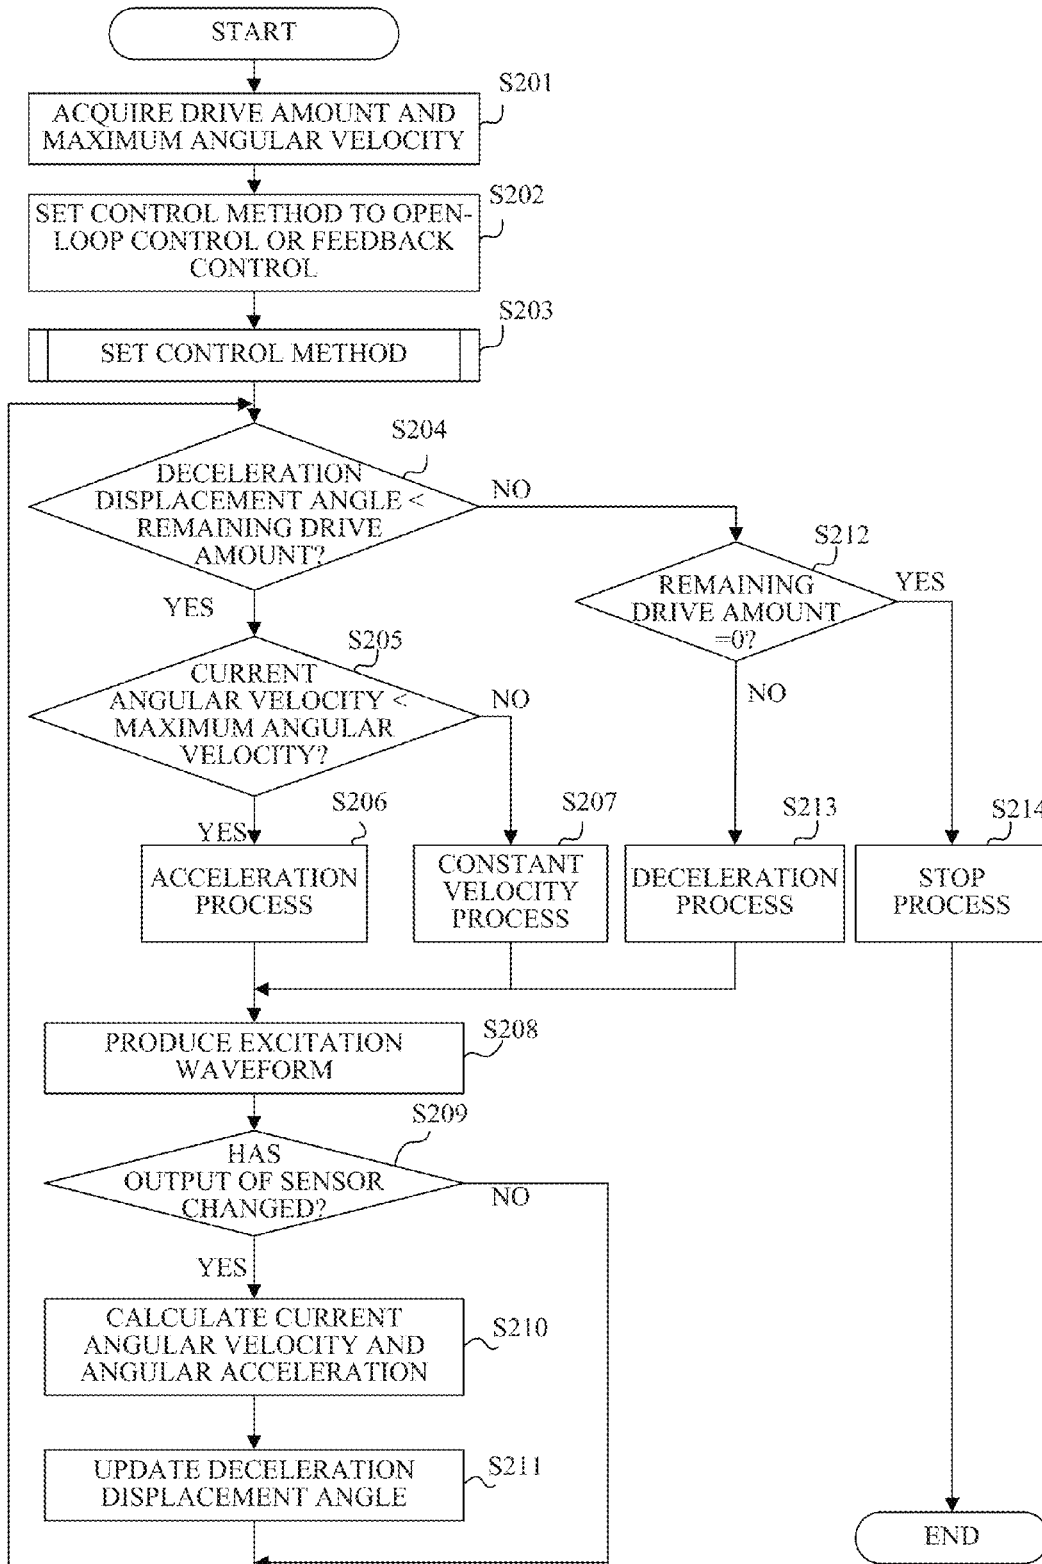 START
S201
ACQUIRE DRIVE AMOUNT AND
MAXIMUM ANGULAR VELOCITY
S202
SET CONTROL METHOD TO OPEN-
LOOP CONTROL OR FEEDBACK
CONTROL
S203
SET CONTROL METHOD
S204
DECELERATION
DISPLACEMENT ANGLE <
REMAINING DRIVE
AMOUNT?
NO
YES
S212
REMAINING
DRIVE AMOUNT
=0?
YES
NO
S205
CURRENT
ANGULAR VELOCITY <
MAXIMUM ANGULAR
VELOCITY?
NO
YES
S206
ACCELERATION
PROCESS
S207
CONSTANT
VELOCITY
PROCESS
S213
DECELERATION
PROCESS
S214
STOP
PROCESS
S208
PRODUCE EXCITATION
WAVEFORM
S209
HAS
OUTPUT OF SENSOR
CHANGED?
NO
YES
S210
CALCULATE CURRENT
ANGULAR VELOCITY AND
ANGULAR ACCELERATION
S211
UPDATE DECELERATION
DISPLACEMENT ANGLE
END